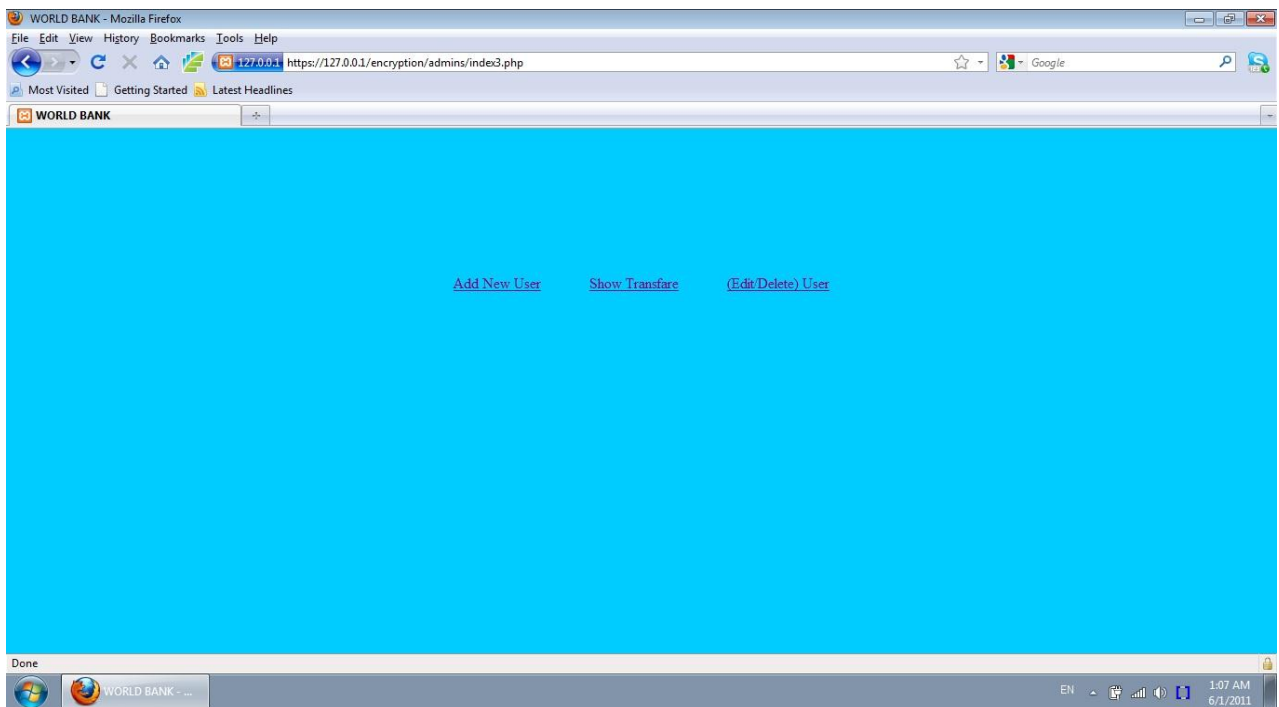 WORLD BANK - Mozilla Firefox
File Edit View History Bookmarks Tools Help
127.0.0.1 https://127.0.0.1/encryption/admins/index3.php Google
Most Visited Getting Started Latest Headlines
WORLD BANK
Add New User Show Transfare (Edit/Delete) User
Done
WORLD BANK - ...
EN 1:07 AM
6/1/2011